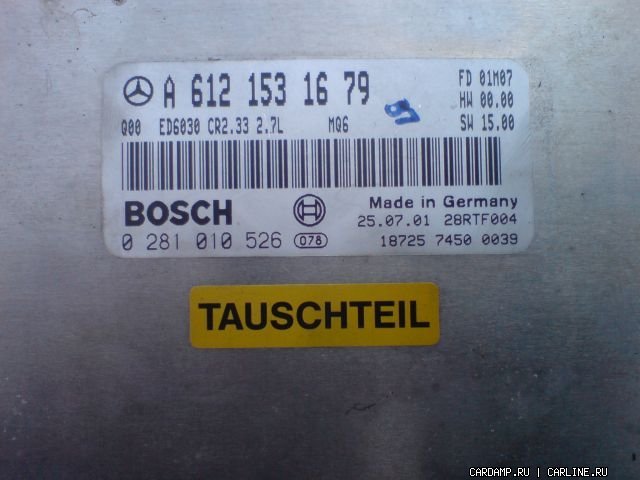 A 612 153 16 79
FD 01M07
HW 00.00
Q00 ED6030 CR2.33 2.7L MQ6 SW 15.00
BOSCH
Made in Germany
25.07.01 28RTF004
0 281 010 526 078 18725 7450 0039
TAUSCHTEIL
CARDAMP.RU | CARLINE.RU